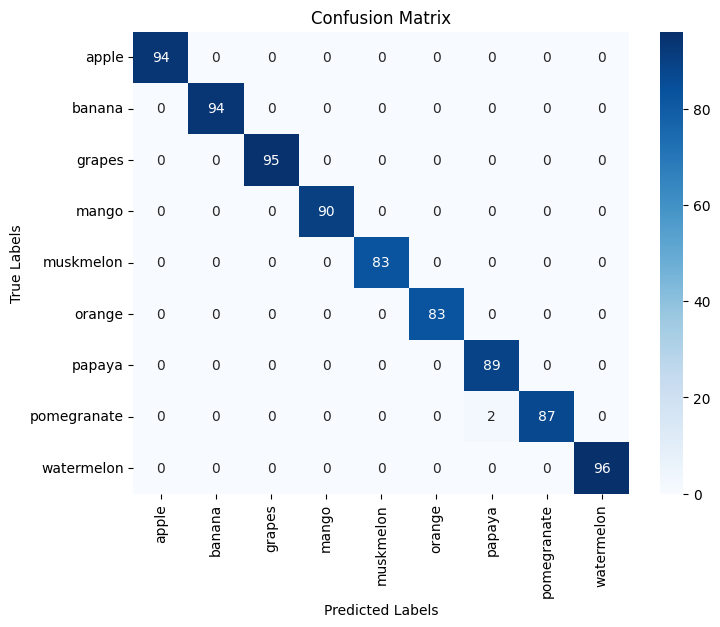 Confusion Matrix
True Labels
apple 94 0 0 0 0 0 0 0 0
banana 0 94 0 0 0 0 0 0 0
grapes 0 0 95 0 0 0 0 0 0
mango 0 0 0 90 0 0 0 0 0
muskmelon 0 0 0 0 83 0 0 0 0
orange 0 0 0 0 0 83 0 0 0
papaya 0 0 0 0 0 0 89 0 0
pomegranate 0 0 0 0 0 0 2 87 0
watermelon 0 0 0 0 0 0 0 0 96
apple banana grapes mango muskmelon orange papaya pomegranate watermelon
Predicted Labels
80
60
40
20
0